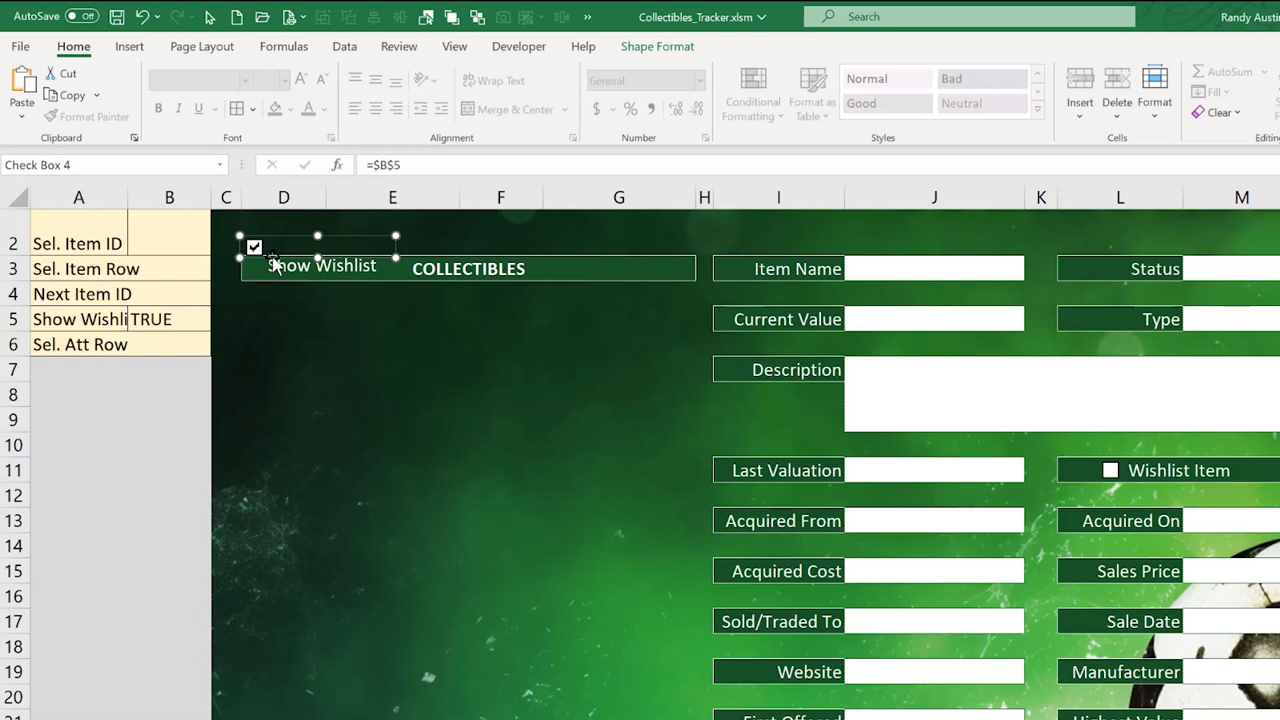 AutoSave Off
Collectibles_Tracker.xlsm
Search
File Home Insert Page Layout Formulas Data Review View Developer Help Shape Format
Paste
Cut
Copy
Format Painter
Clipboard
Font
Wrap Text
Merge & Center
Alignment
General
Number
Conditional Formatting
Format as Table
Normal Bad
Good Neutral
Styles
Insert Delete Format
Cells
AutoSum
Fill
Clear
Check Box 4 fx =$B$5
A B C D E F G H I J K L M
2 Sel. Item ID
Show Wishlist
3 Sel. Item Row COLLECTIBLES Item Name Status
4 Next Item ID
5 Show Wishli TRUE Current Value Type
6 Sel. Att Row
7 Description
8
9
10
11 Last Valuation Wishlist Item
12
13 Acquired From Acquired On
14
15 Acquired Cost Sales Price
16
17 Sold/Traded To Sale Date
18
19 Website Manufacturer
20